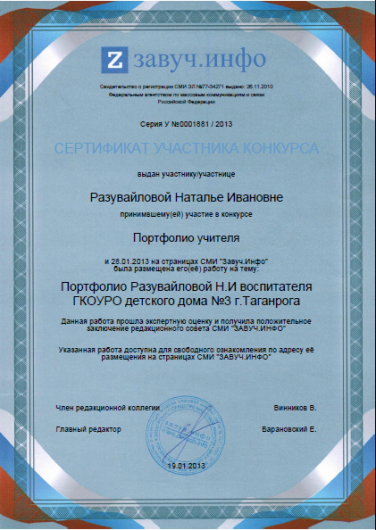 Z завуч.инфо
Свидетельство о регистрации СМИ ЭЛ №77-34271 выдано: 26.11.2010
Федеральным агентством по массовым коммуникациям и связи
Российской Федерации
Серия У №0001881 / 2013
СЕРТИФИКАТ УЧАСТНИКА КОНКУРСА
выдан участнику/участнице
Разувайловой Наталье Ивановне
принимавшему(ей) участие в конкурсе
Портфолио учителя
и 28.01.2013 на страницах СМИ "Завуч.Инфо"
была размещена его(её) работу на тему:
Портфолио Разувайловой Н.И воспитателя
ГКОУРО детского дома №3 г.Таганрога
Данная работа прошла экспертную оценку и получила положительное
заключение редакционного совета СМИ "ЗАВУЧ.ИНФО"
Указанная работа доступна для свободного ознакомления по адресу её
размещения на страницах СМИ "ЗАВУЧ.ИНФО"
Член редакционной коллегии Винников В.
Главный редактор Барановский Е.
19.01.2013